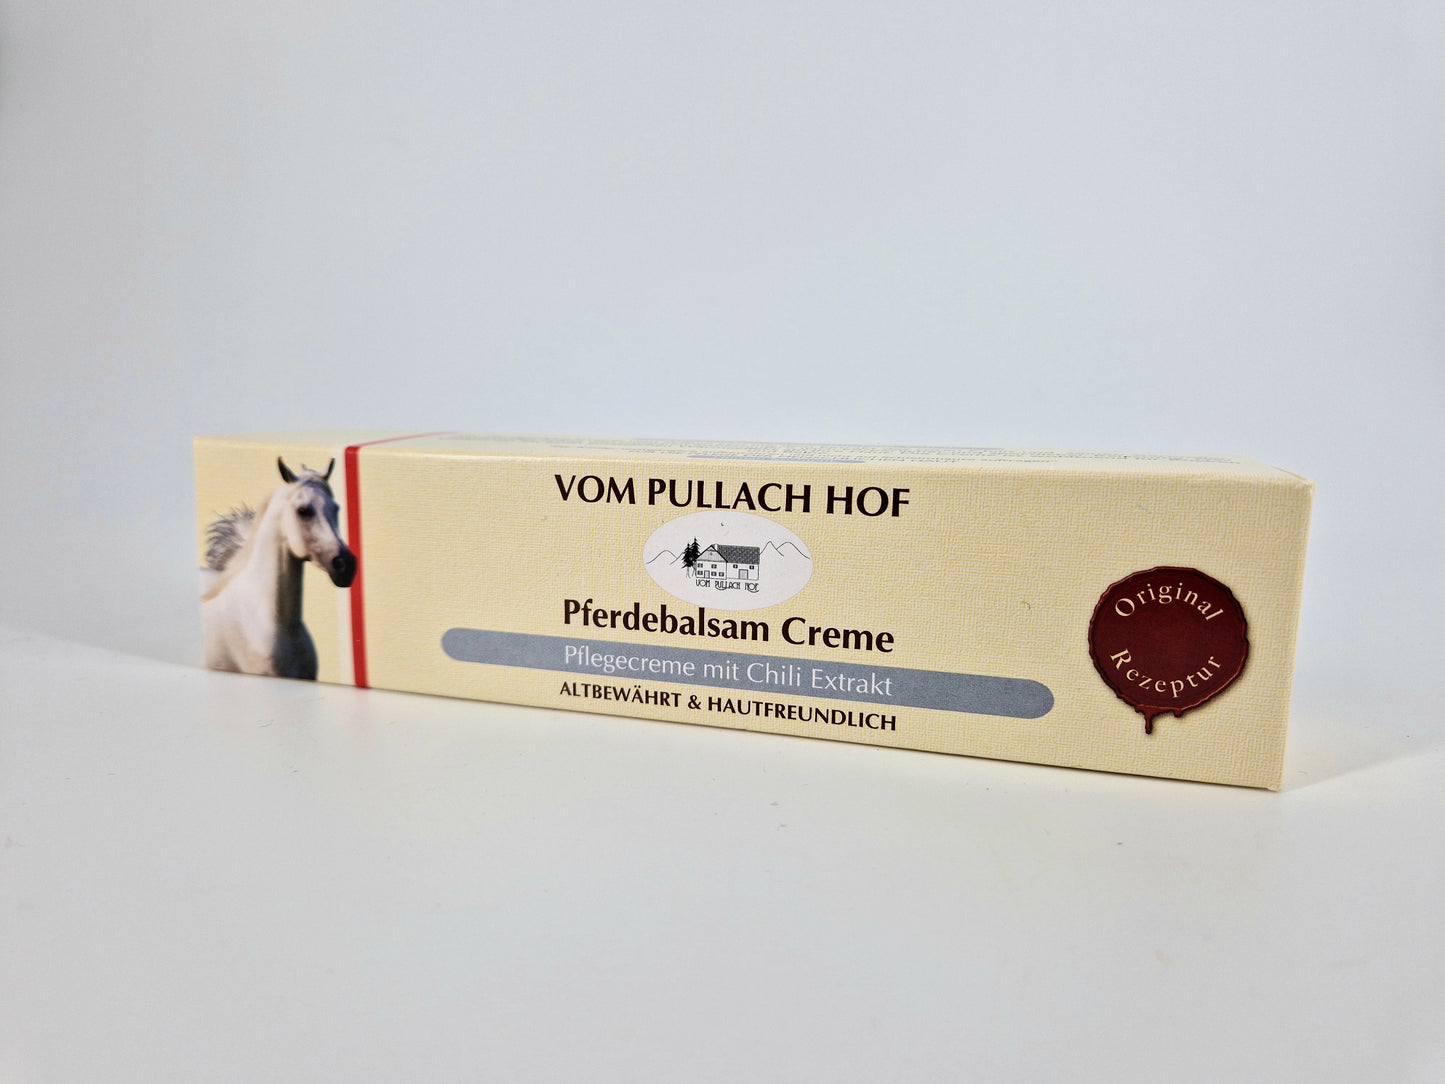 VOM PULLACH HOF
VOM PULLACH HOF
Pferdebalsam Creme
Pflegecreme mit Chili Extrakt
ALTBEWÄHRT & HAUTFREUNDLICH
Original
Rezeptur